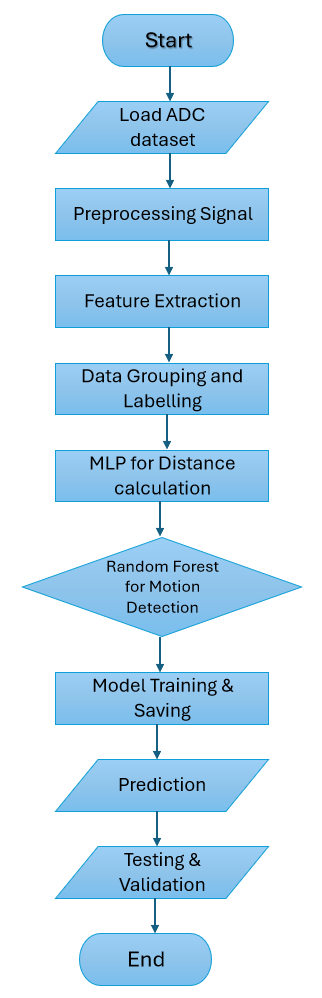 Start
Load ADC
dataset
Preprocessing Signal
Feature Extraction
Data Grouping and
Labelling
MLP for Distance
calculation
Random Forest
for Motion
Detection
Model Training &
Saving
Prediction
Testing &
Validation
End